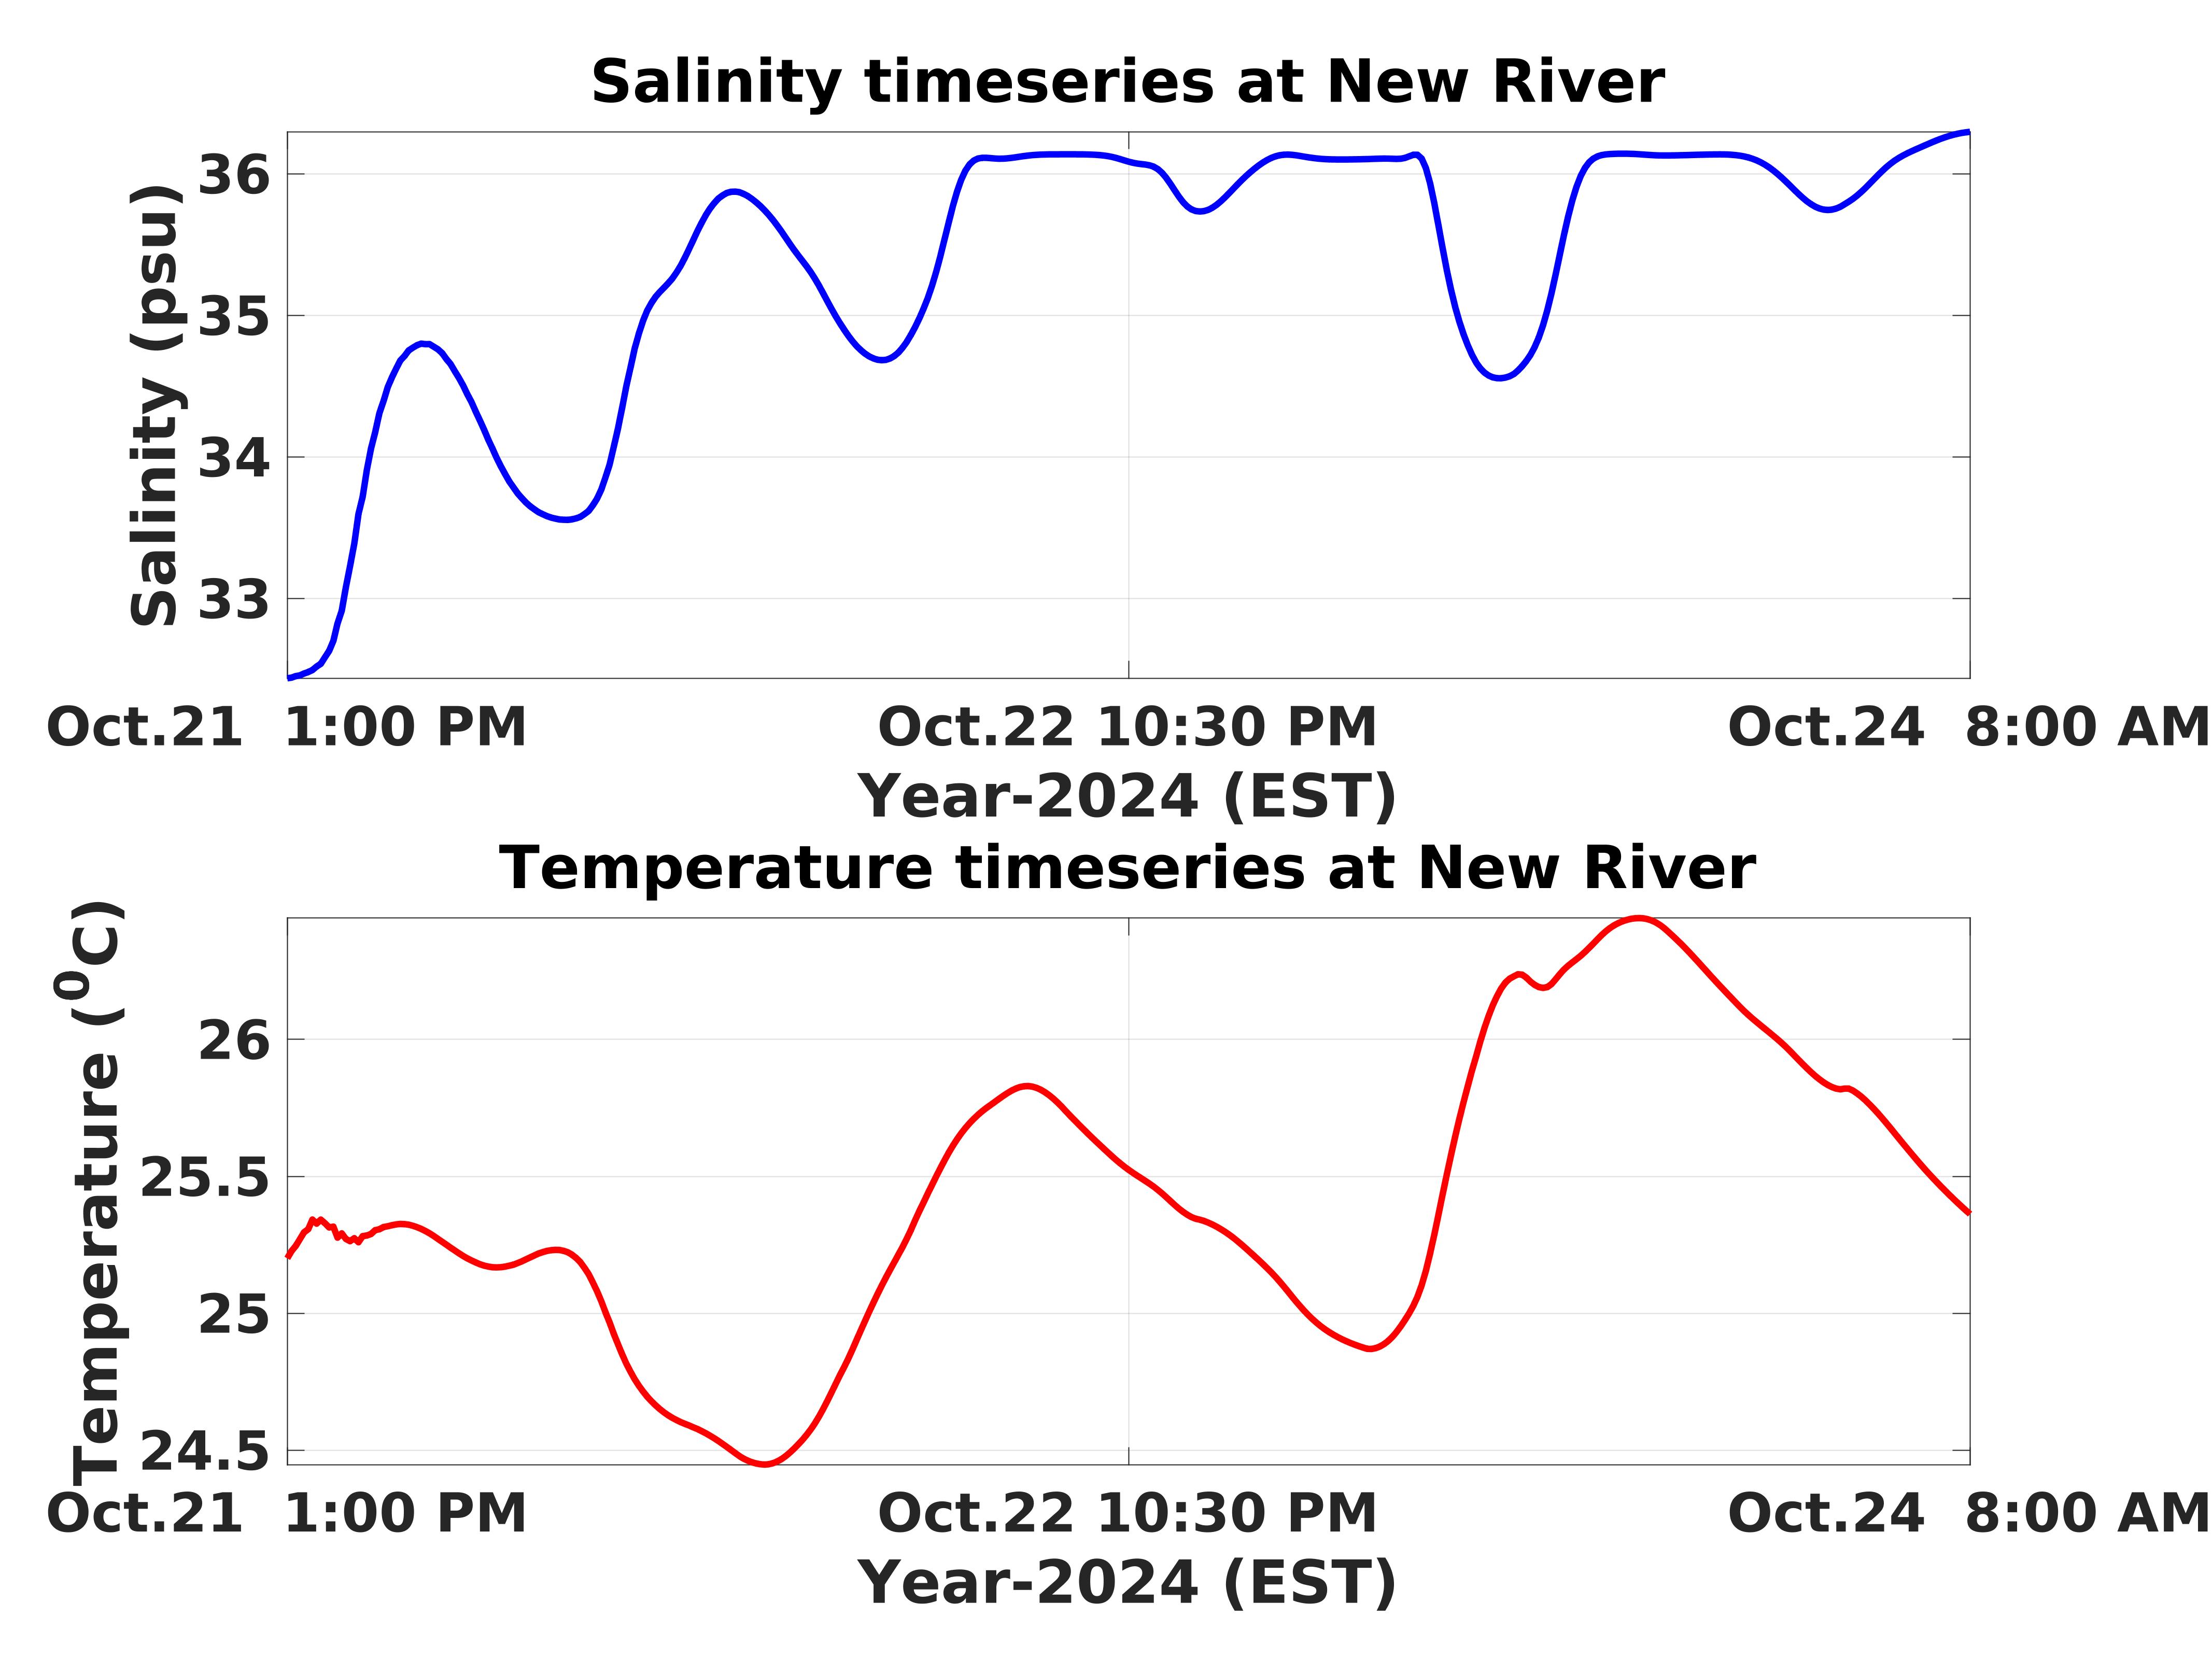 Salinity timeseries at New River
Salinity (psu)
36
35
34
33
Oct.21  1:00 PM
Oct.22 10:30 PM
Oct.24  8:00 AM
Year-2024 (EST)
Temperature timeseries at New River
Temperature (⁰C)
26
25.5
25
24.5
Oct.21  1:00 PM
Oct.22 10:30 PM
Oct.24  8:00 AM
Year-2024 (EST)